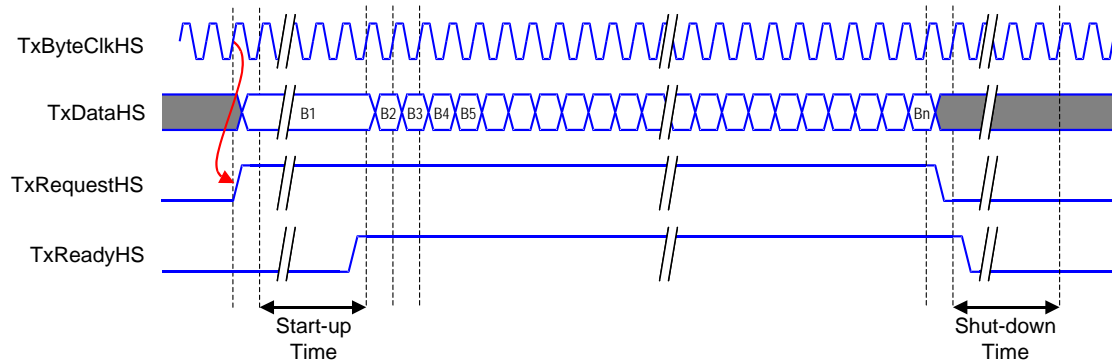 TxByteClkHS
TxDataHS
B1
B2
B3
B4
B5
Bn
TxRequestHS
TxReadyHS
Start-up
Time
Shut-down
Time